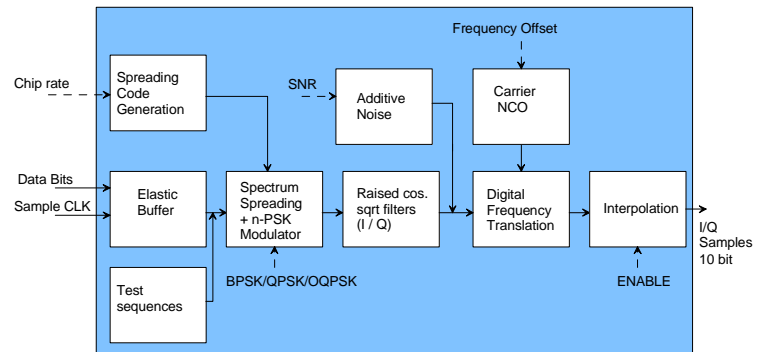 Frequency Offset
Chip rate
Spreading
Code
Generation
SNR
Additive
Noise
Carrier
NCO
Data Bits
Sample CLK
Elastic
Buffer
Spectrum
Spreading
+ n-PSK
Modulator
Raised cos.
sqrt filters
(I / Q)
Digital
Frequency
Translation
Interpolation
I/Q
Samples
10 bit
Test
sequences
BPSK/QPSK/OQPSK
ENABLE